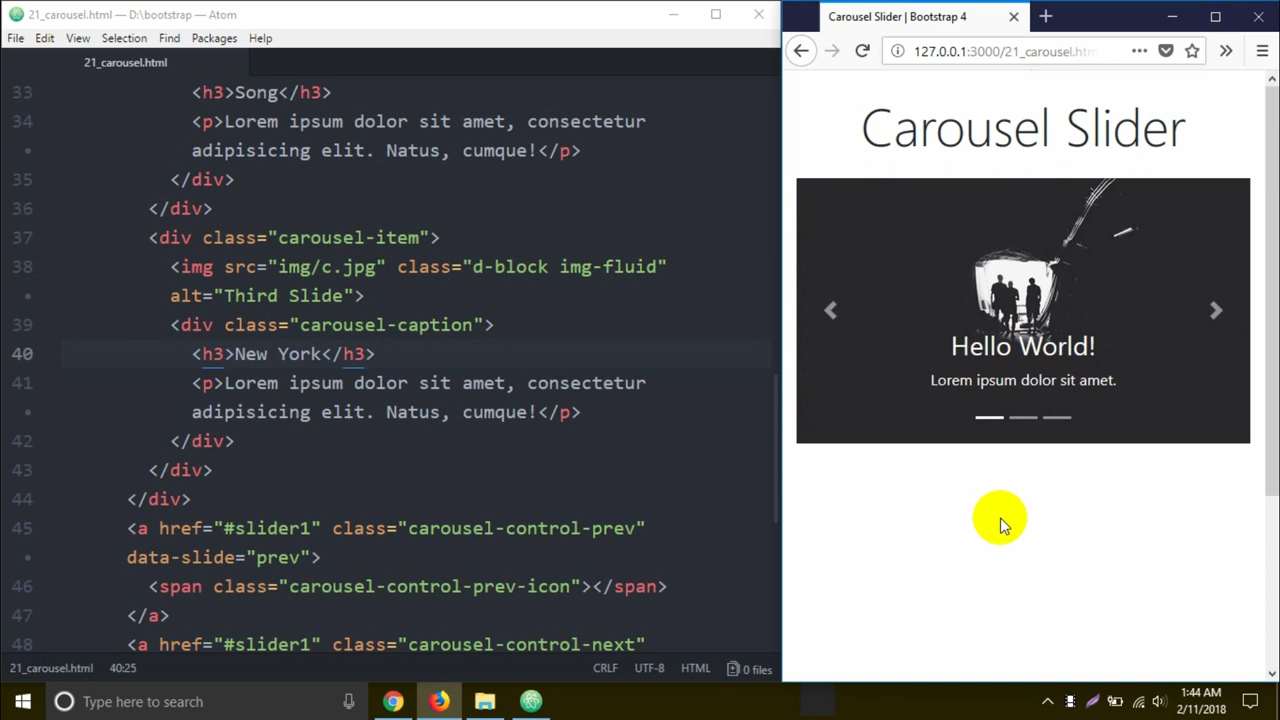 21_carousel.html — D:\bootstrap — Atom
File Edit View Selection Find Packages Help
21_carousel.html
33 <h3>Song</h3>
34 <p>Lorem ipsum dolor sit amet, consectetur
adipisicing elit. Natus, cumque!</p>
35 </div>
36 </div>
37 <div class="carousel-item">
38 <img src="img/c.jpg" class="d-block img-fluid"
alt="Third Slide">
39 <div class="carousel-caption">
40 <h3>New York</h3>
41 <p>Lorem ipsum dolor sit amet, consectetur
adipisicing elit. Natus, cumque!</p>
42 </div>
43 </div>
44 </div>
45 <a href="#slider1" class="carousel-control-prev"
data-slide="prev">
46 <span class="carousel-control-prev-icon"></span>
47 </a>
48 <a href="#slider1" class="carousel-control-next"
21_carousel.html 40:25 CRLF UTF-8 HTML 0 files
Carousel Slider | Bootstrap 4
127.0.0.1:3000/21_carousel.htm
Carousel Slider
Hello World!
Lorem ipsum dolor sit amet.
Type here to search
1:44 AM
2/11/2018